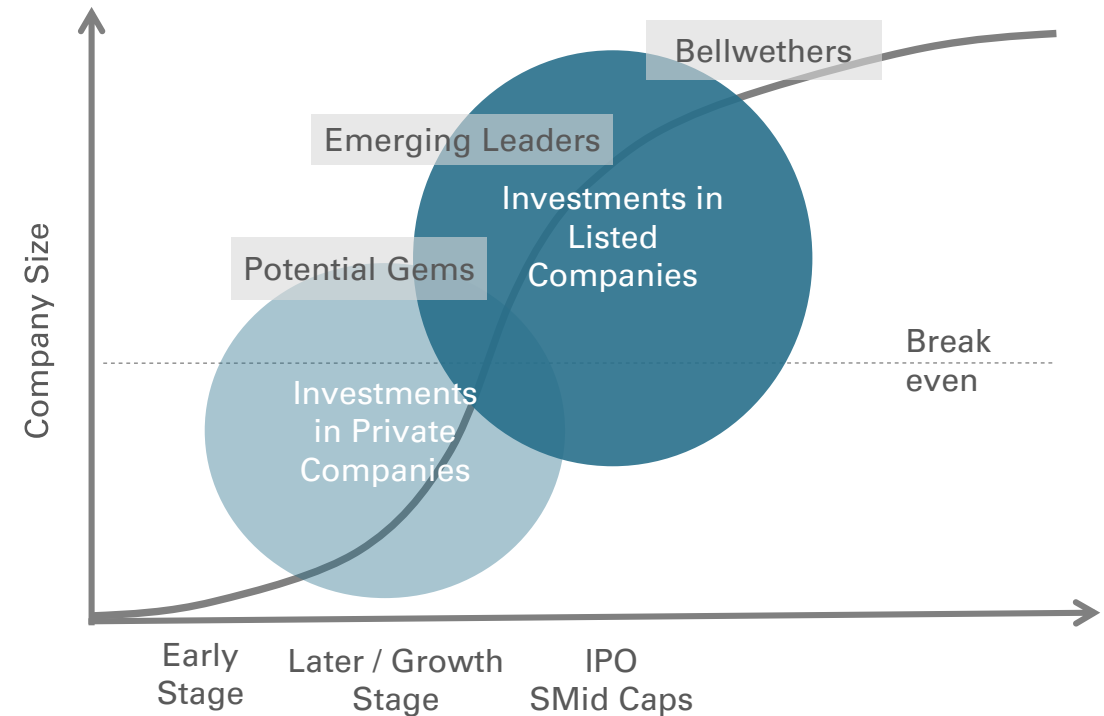 Bellwethers
Emerging Leaders
Investments in
Listed
Companies
Potential Gems
Company Size
Break
even
Investments
in Private
Companies
Early
Stage
Later / Growth
Stage
IPO
SMid Caps